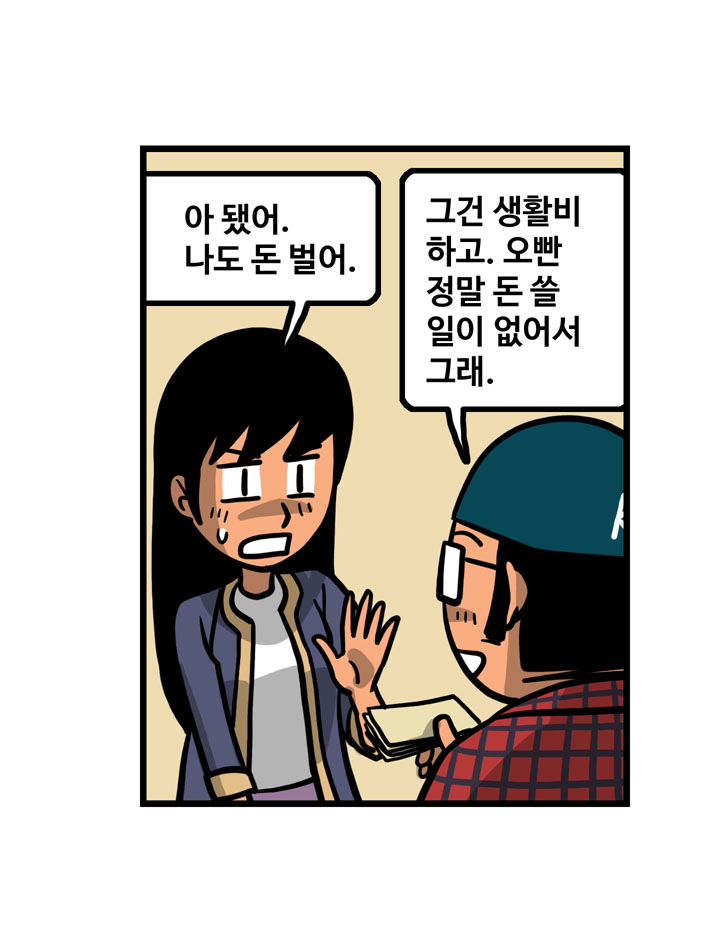 아 됐어.
나도 돈 벌어.
그건 생활비
하고. 오빤
정말 돈 쓸
일이 없어서
그래.